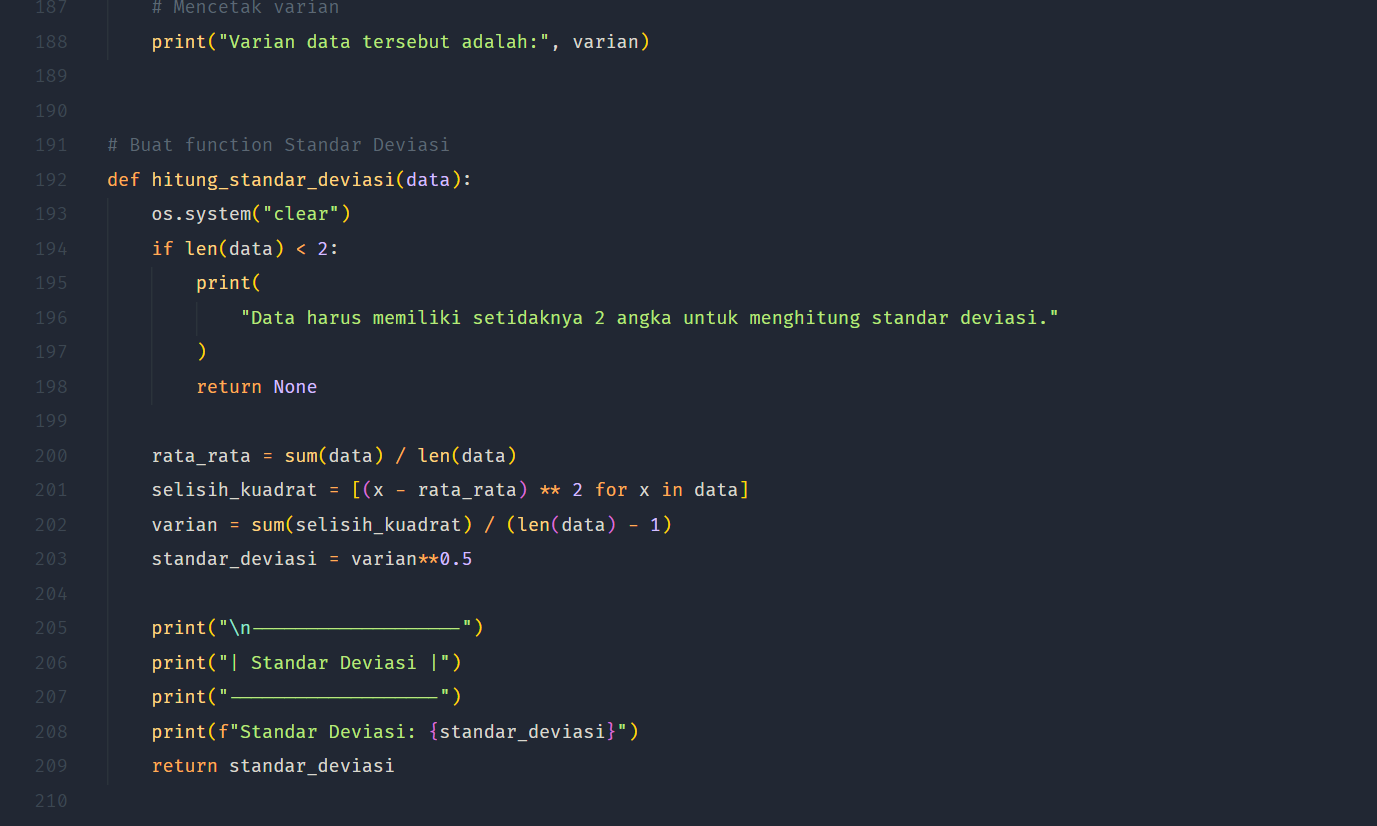 187 # Mencetak varian
188 print("Varian data tersebut adalah:", varian)
189
190
191 # Buat function Standar Deviasi
192 def hitung_standar_deviasi(data):
193     os.system("clear")
194     if len(data) < 2:
195         print(
196             "Data harus memiliki setidaknya 2 angka untuk menghitung standar deviasi."
197         )
198         return None
199
200     rata_rata = sum(data) / len(data)
201     selisih_kuadrat = [(x - rata_rata) ** 2 for x in data]
202     varian = sum(selisih_kuadrat) / (len(data) - 1)
203     standar_deviasi = varian**0.5
204
205     print("\n-------------------")
206     print("| Standar Deviasi |")
207     print("-------------------")
208     print(f"Standar Deviasi: {standar_deviasi}")
209     return standar_deviasi
210